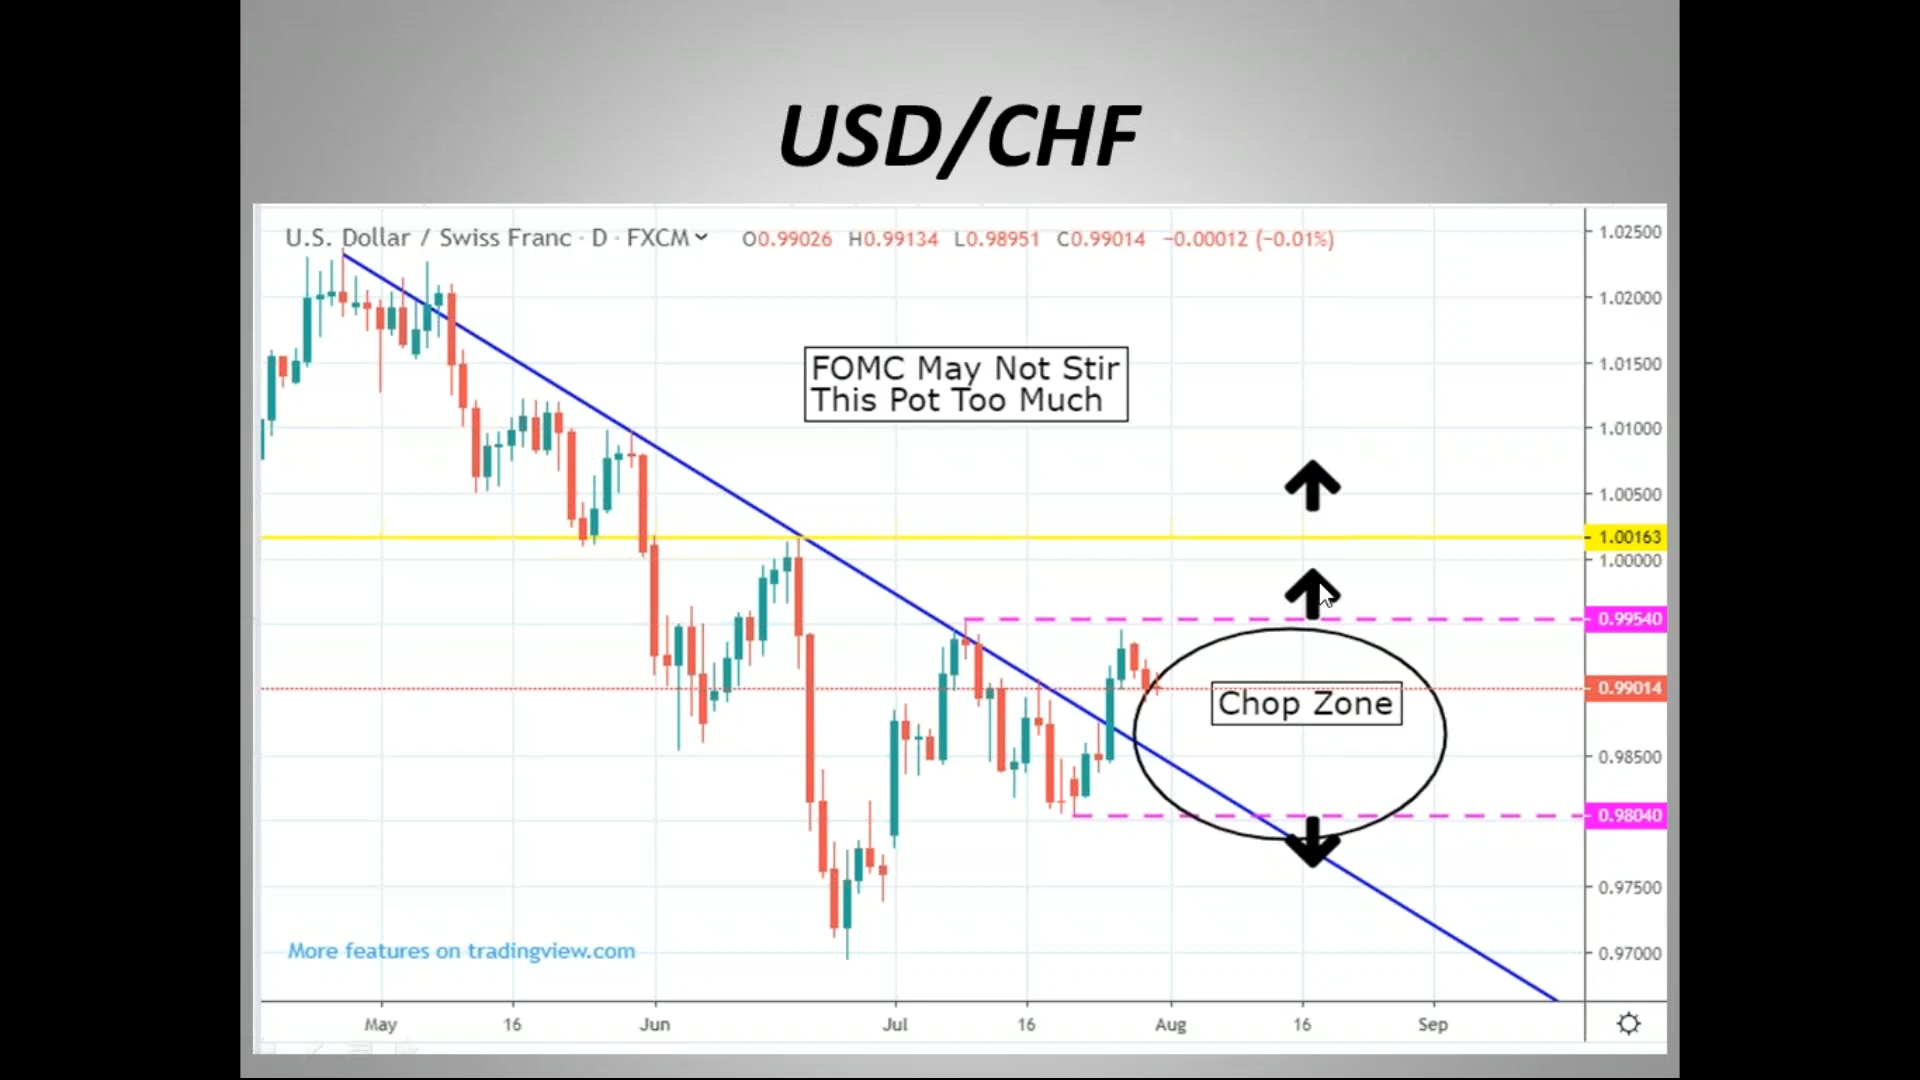 USD/CHF
U.S. Dollar / Swiss Franc · D · FXCM O0.99026 H0.99134 L0.98951 C0.99014 −0.00012 (−0.01%)
1.02500
1.02000
FOMC May Not Stir
This Pot Too Much
1.01500
1.01000
1.00500
1.00163
1.00000
0.99540
0.99014
Chop Zone
0.98500
0.98040
0.97500
More features on tradingview.com
0.97000
May 16 Jun Jul 16 Aug 16 Sep